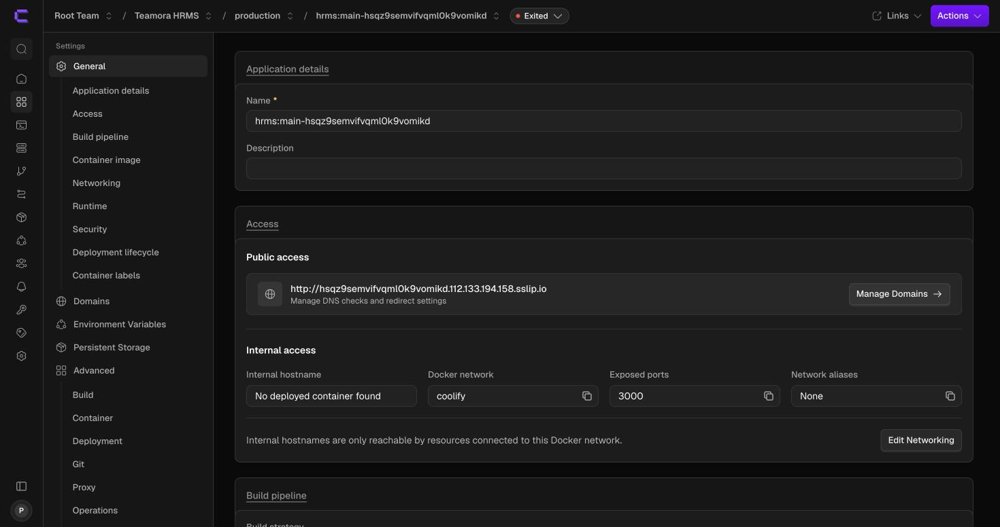 Root Team / Teamora HRMS / production / hrms:main-hsqz9semvifvqml0k9vomikd Exited Links Actions
Settings
General
Application details
Access
Build pipeline
Container image
Networking
Runtime
Security
Deployment lifecycle
Container labels
Domains
Environment Variables
Persistent Storage
Advanced
Build
Container
Deployment
Git
Proxy
Operations
P
Application details
Name *
hrms:main-hsqz9semvifvqml0k9vomikd
Description
Access
Public access
http://hsqz9semvifvqml0k9vomikd.112.133.194.158.sslip.io
Manage DNS checks and redirect settings
Manage Domains →
Internal access
Internal hostname Docker network Exposed ports Network aliases
No deployed container found coolify 3000 None
Internal hostnames are only reachable by resources connected to this Docker network.
Edit Networking
Build pipeline
Build strategy